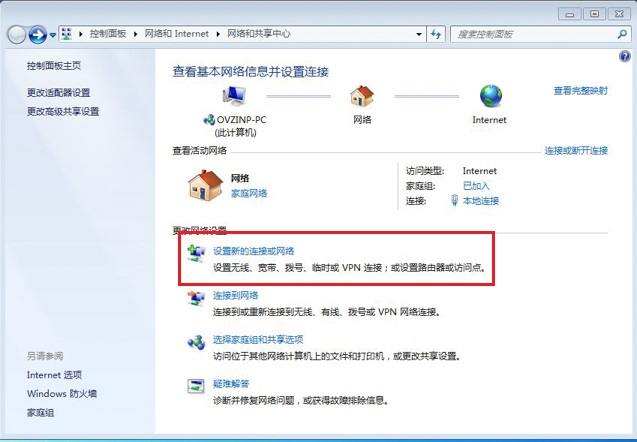 控制面板 ▸ 网络和 Internet ▸ 网络和共享中心
搜索控制面板
控制面板主页
更改适配器设置
更改高级共享设置
查看基本网络信息并设置连接
查看完整映射
OVZINP-PC
(此计算机)
网络
Internet
查看活动网络
连接或断开连接
网络
家庭网络
访问类型: Internet
家庭组: 已加入
连接: 本地连接
更改网络设置
设置新的连接或网络
设置无线、宽带、拨号、临时或 VPN 连接；或设置路由器或访问点。
连接到网络
连接到或重新连接到无线、有线、拨号或 VPN 网络连接。
选择家庭组和共享选项
访问位于其他网络计算机上的文件和打印机，或更改共享设置。
疑难解答
诊断并修复网络问题，或获得故障排除信息。
另请参阅
Internet 选项
Windows 防火墙
家庭组